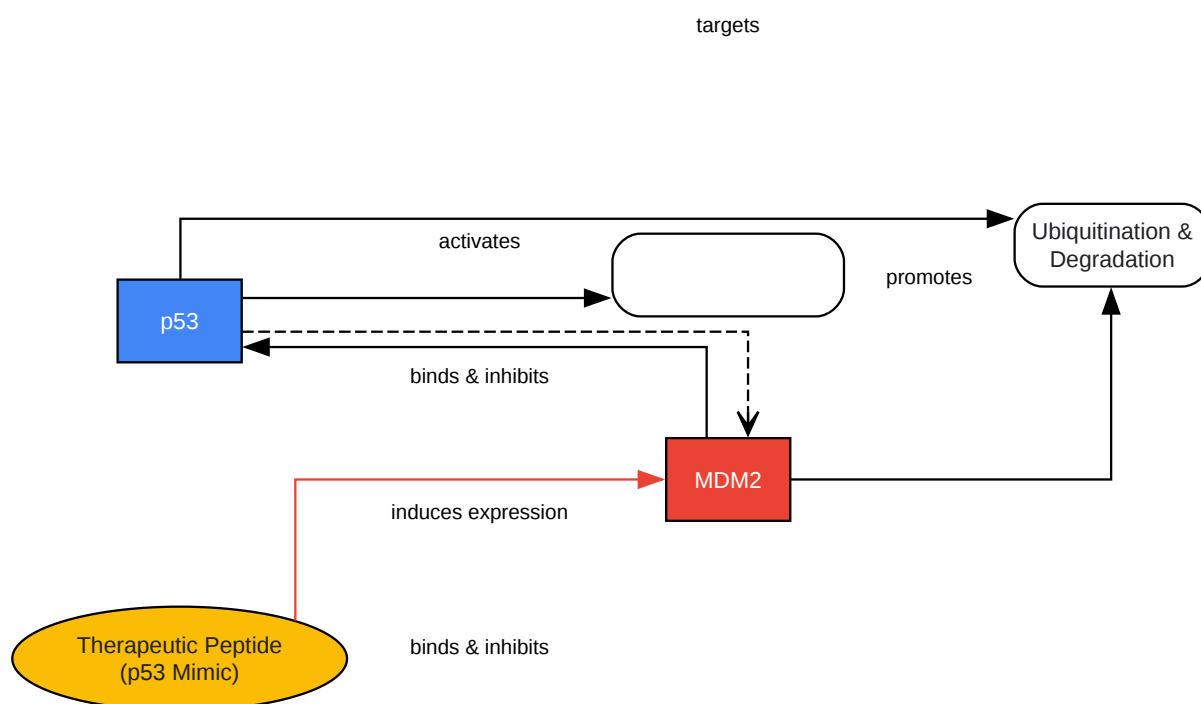 targets
Ubiquitination &
Degradation
activates
promotes
p53
binds & inhibits
MDM2
induces expression
Therapeutic Peptide
(p53 Mimic)
binds & inhibits